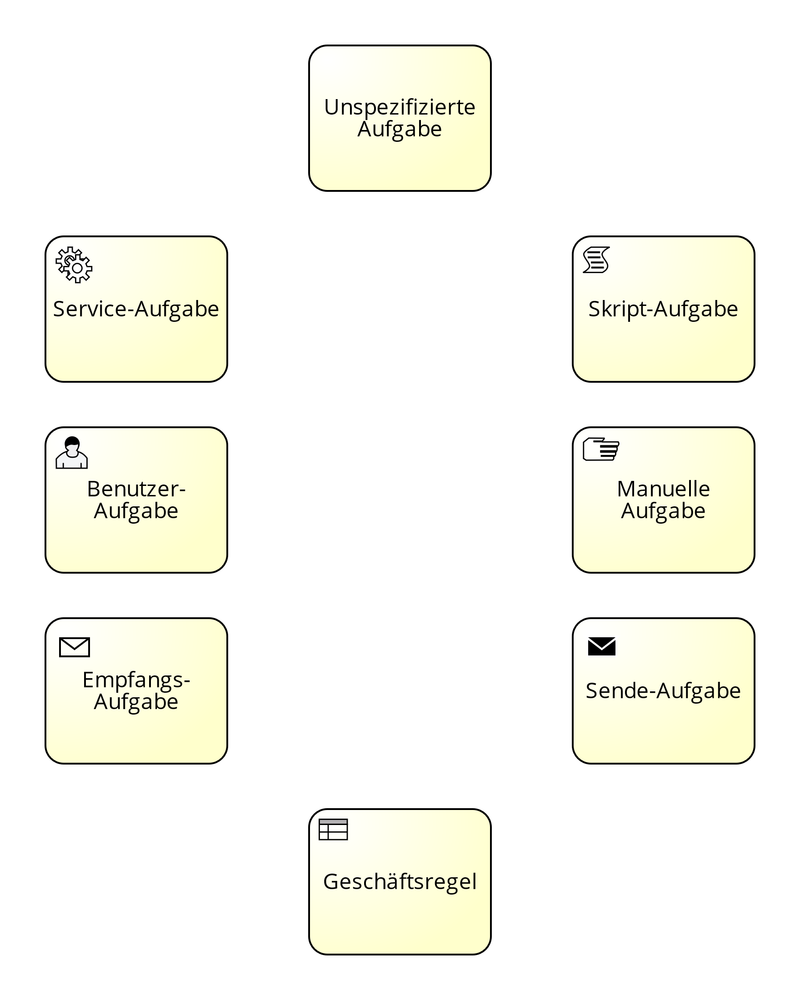 Unspezifizierte
Aufgabe
Service-Aufgabe
Skript-Aufgabe
Benutzer-
Aufgabe
Manuelle
Aufgabe
Empfangs-
Aufgabe
Sende-Aufgabe
Geschäftsregel